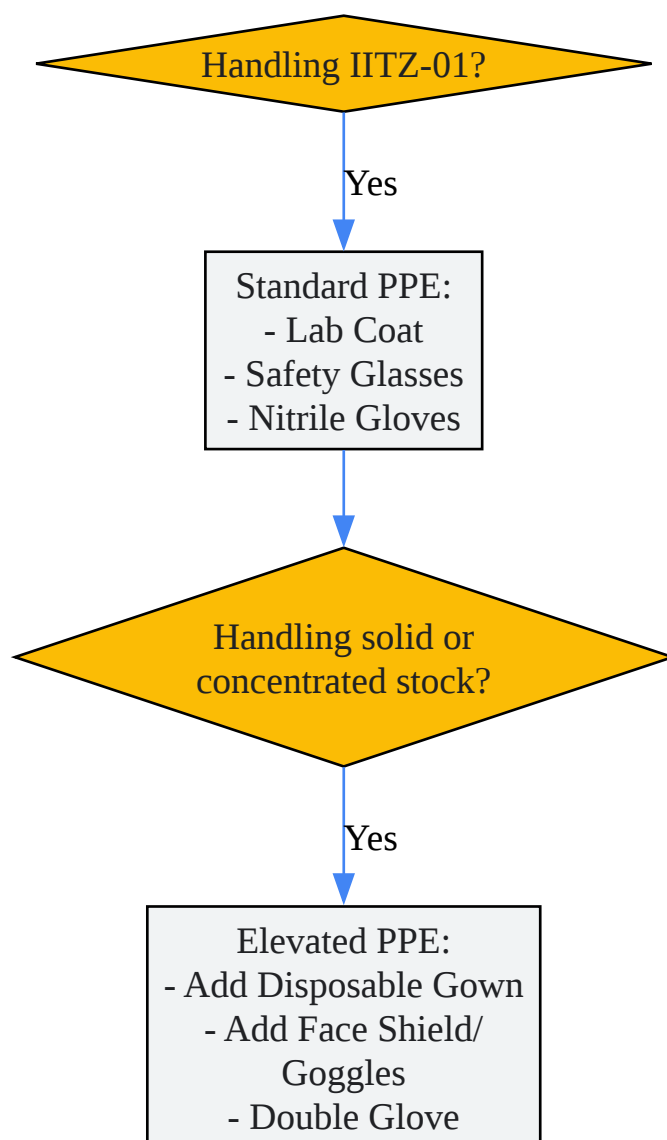 Handling IITZ-01?
Yes
Standard PPE:
- Lab Coat
- Safety Glasses
- Nitrile Gloves
Handling solid or
concentrated stock?
Yes
Elevated PPE:
- Add Disposable Gown
- Add Face Shield/
Goggles
- Double Glove